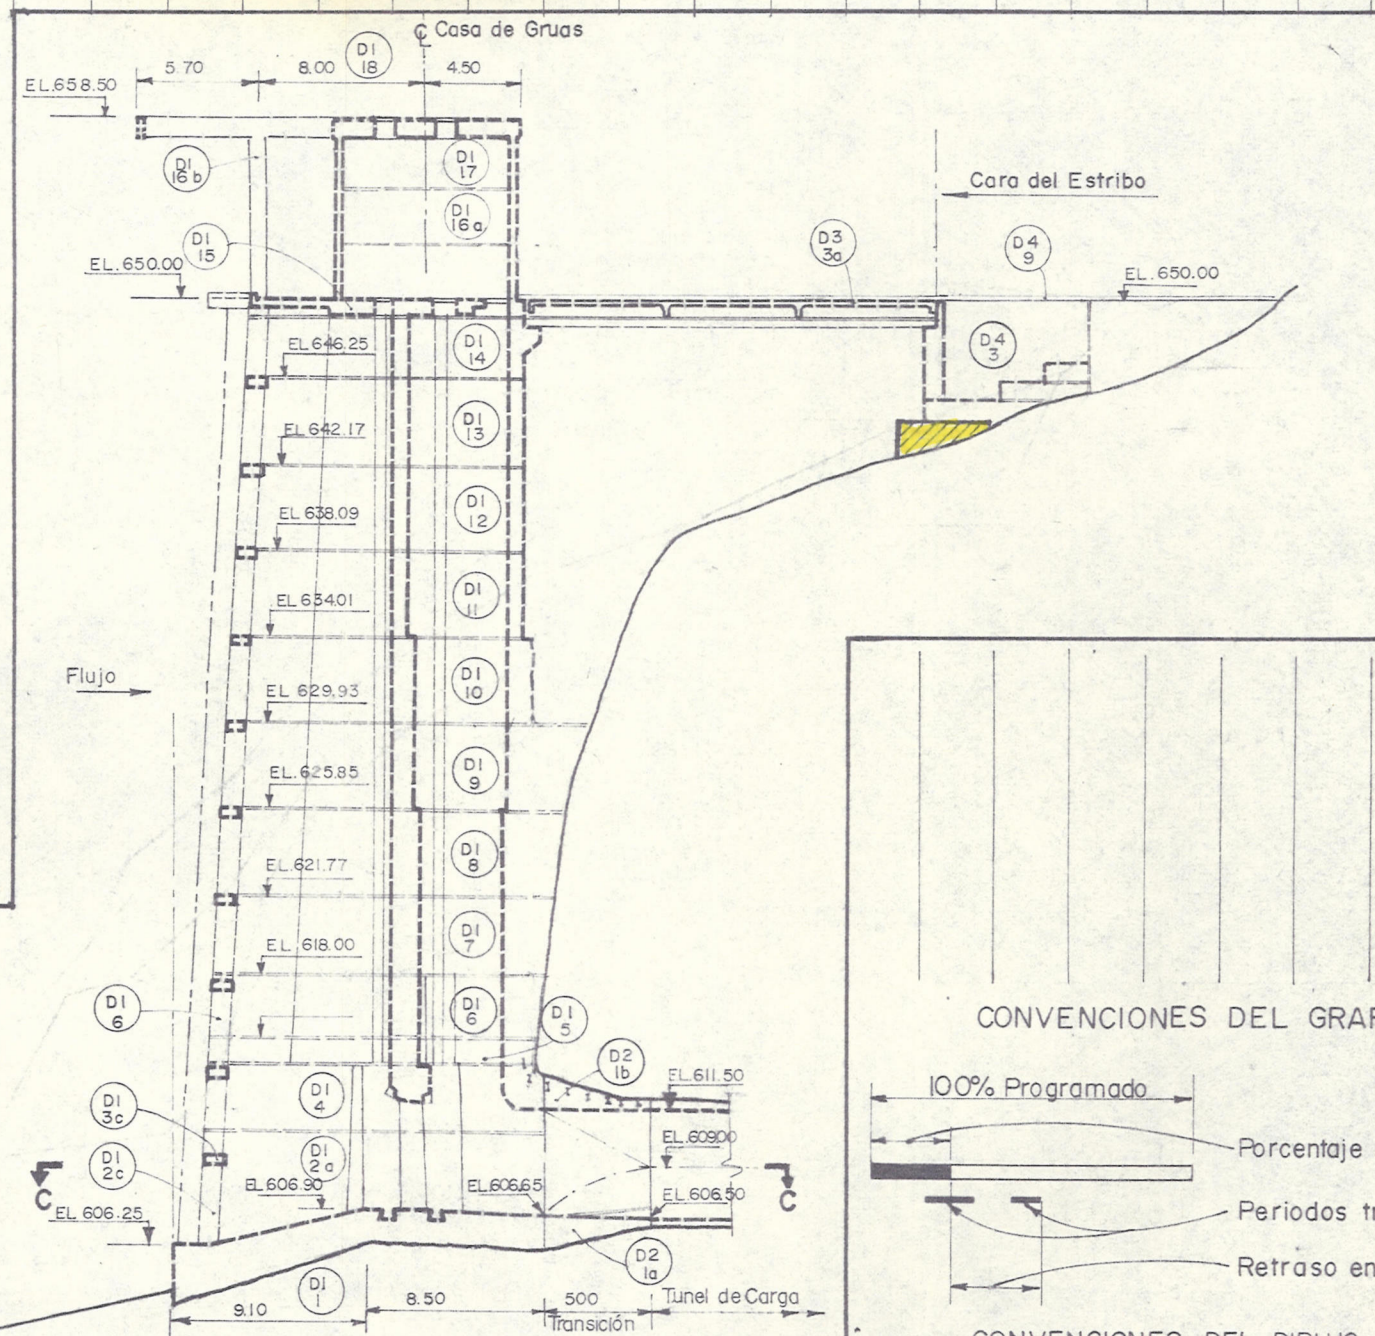 ℄ Casa de Gruas
D1
18
5.70
8.00
4.50
EL.658.50
D1
17
D1
16b
D1
16a
Cara del Estribo
D1
15
D3
3a
D4
9
EL.650.00
EL.650.00
D1
14
D4
3
EL 646.25
D1
13
EL 642.17
D1
12
EL 638.09
D1
11
EL 634.01
Flujo
D1
10
EL 629.93
D1
9
EL.625.85
D1
8
EL.621.77
D1
7
EL 618.00
D1
6
D1
6
D1
5
D2
1b
EL.611.50
D1
4
D1
3c
D1
2a
EL.609.00
D1
2c
C
C
EL.606.90
EL.606.65
EL.606.50
EL 606.25
D2
1a
D1
1
9.10
8.50
500
Transición
Tunel de Carga
CONVENCIONES DEL
100% Programado
Porcentaje
Periodos
Retraso en